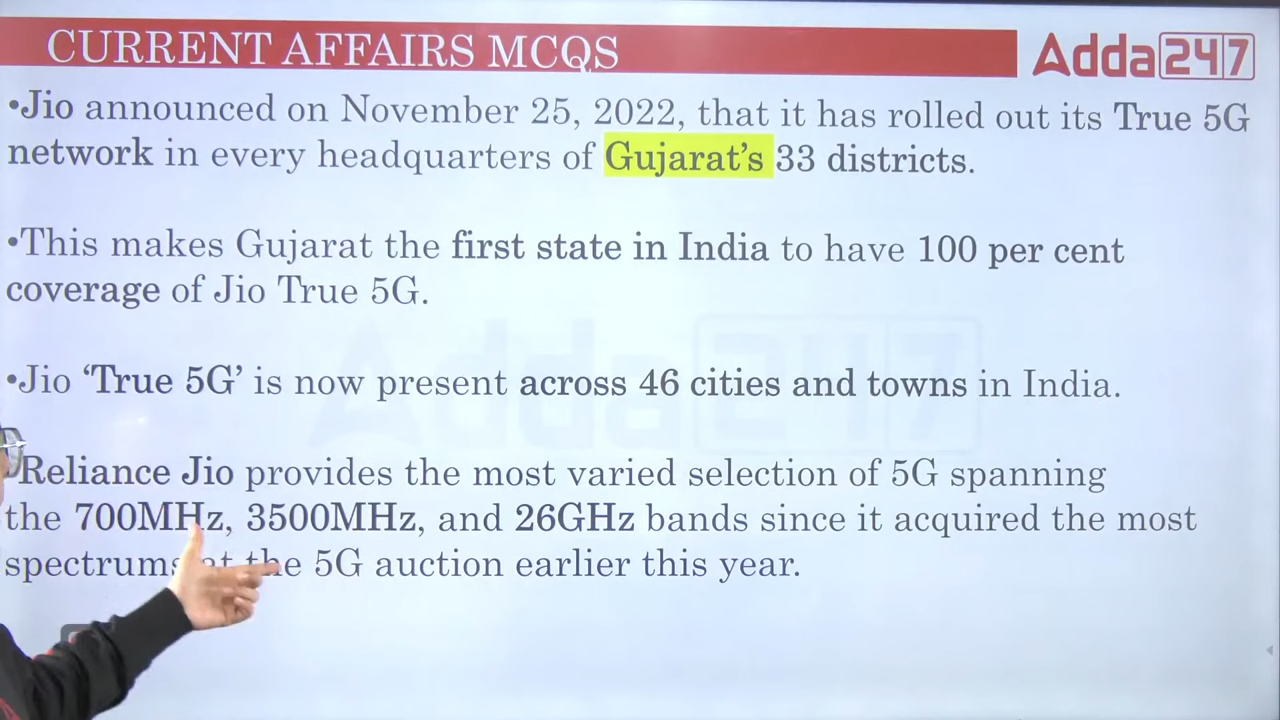 CURRENT AFFAIRS MCQS
Adda247
•Jio announced on November 25, 2022, that it has rolled out its True 5G
network in every headquarters of Gujarat’s 33 districts.
•This makes Gujarat the first state in India to have 100 per cent
coverage of Jio True 5G.
•Jio ‘True 5G’ is now present across 46 cities and towns in India.
Reliance Jio provides the most varied selection of 5G spanning
the 700MHz, 3500MHz, and 26GHz bands since it acquired the most
spectrums at the 5G auction earlier this year.
Adda247